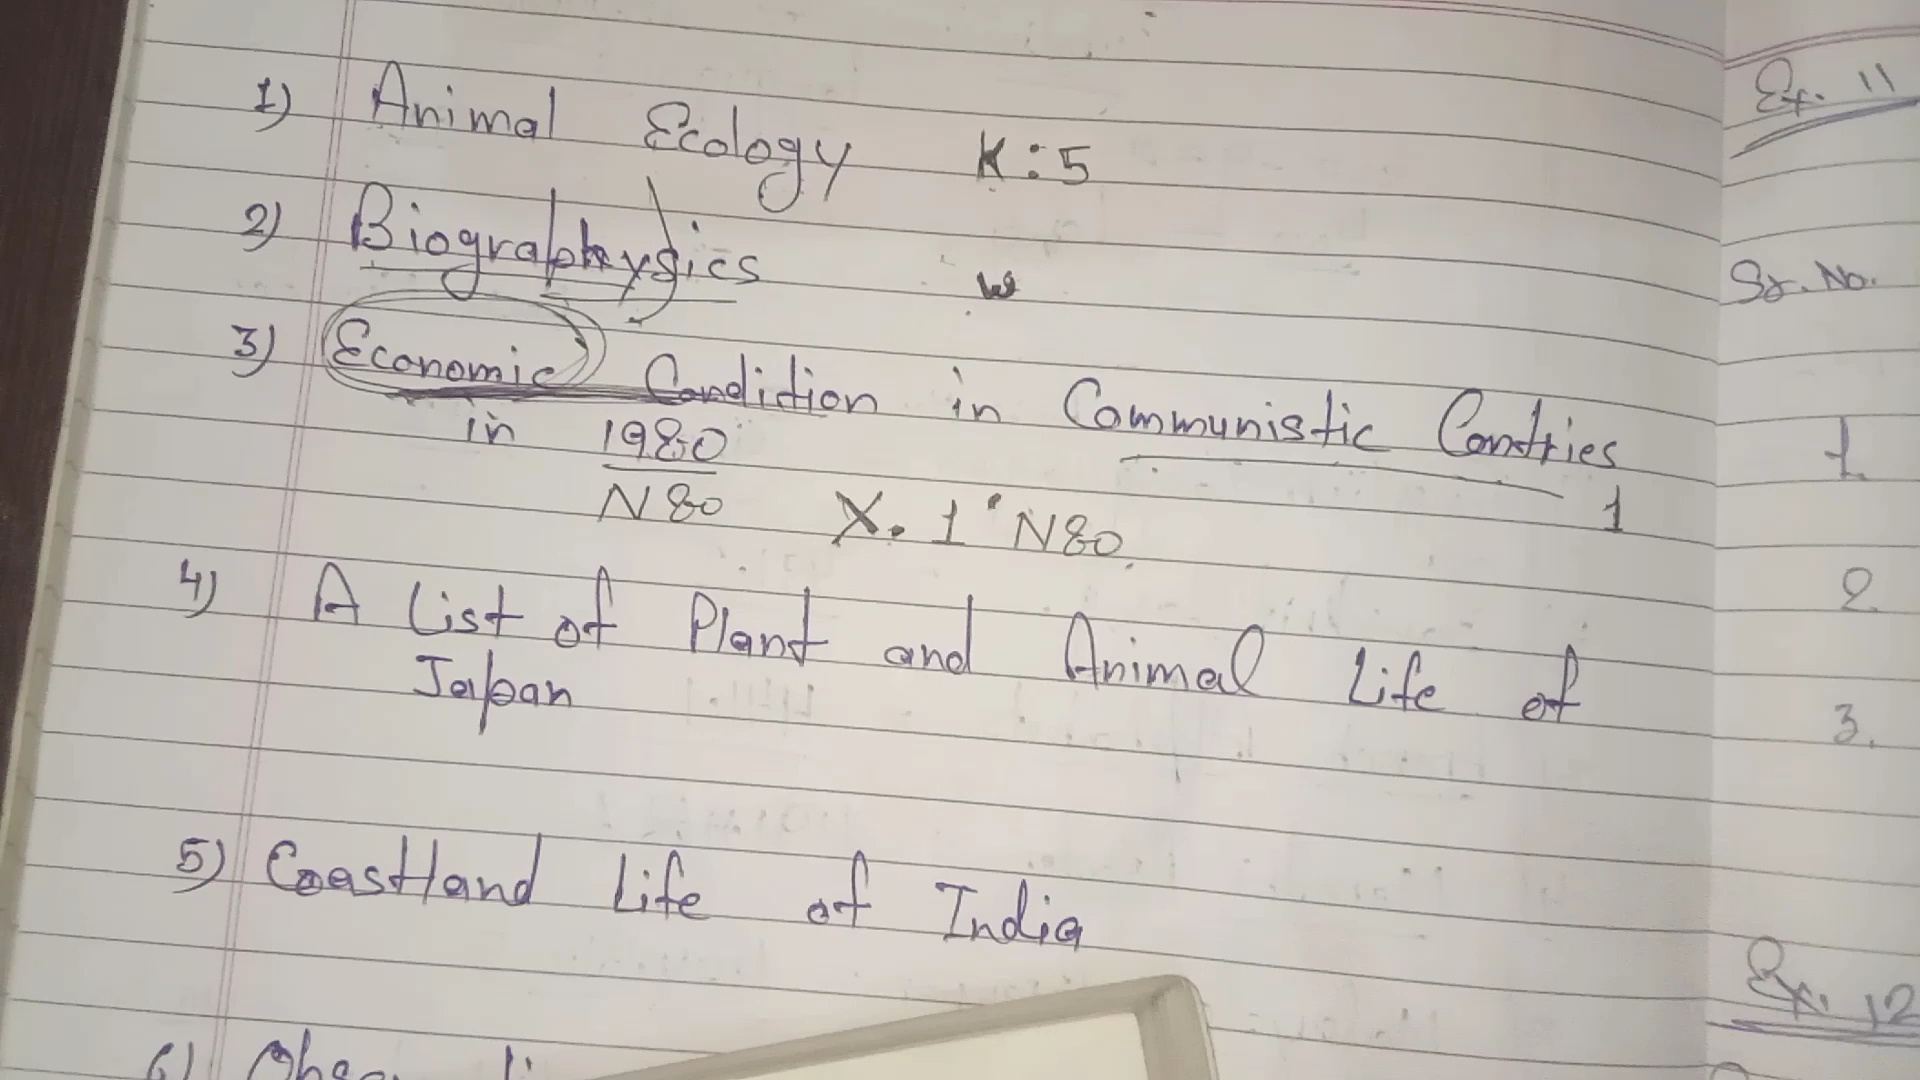 1) Animal Ecology K:5
2) Biographysics
3) Economic Condition in Communistic Contries
in 1980 1
N80 X.1'N80
4) A List of Plant and Animal Life of
Japan
5) Coastland Life of India
6)
Ex. 11
Sr. No.
1.
2
3.
Ex. 12